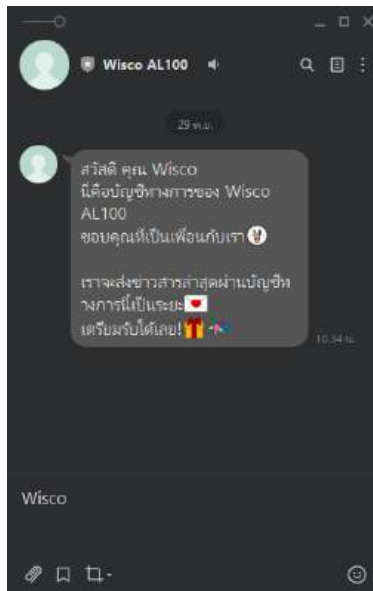 Wisco AL100
29 พ.ย.
สวัสดี คุณ Wisco
นี่คือบัญชีทางการของ Wisco
AL100
ขอบคุณที่เป็นเพื่อนกับเรา
เราจะส่งข่าวสารล่าสุดผ่านบัญชีท
างการนี้เป็นระยะ
เตรียมรับได้เลย!
10.34 น.
Wisco